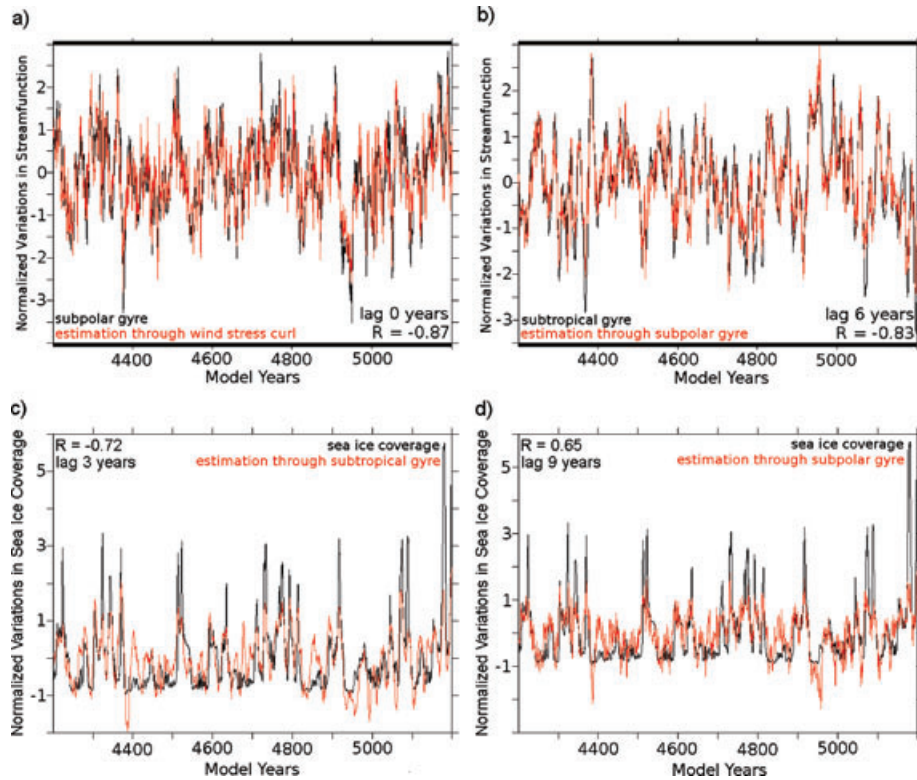 a)
Normalized Variations in Streamfunction
2
1
0
-1
-2
-3
subpolar gyre
estimation through wind stress curl
lag 0 years
R = -0.87
4400 4600 4800 5000
Model Years
b)
Normalized Variations in Streamfunction
2
1
0
-1
-2
-3
subtropical gyre
estimation through subpolar gyre
lag 6 years
R = -0.83
4400 4600 4800 5000
Model Years
c)
Normalized Variations in Sea Ice Coverage
5
3
1
-1
R = -0.72
lag 3 years
sea ice coverage
estimation through subtropical gyre
4400 4600 4800 5000
Model Years
d)
Normalized Variations in Sea Ice Coverage
5
3
1
-1
R = 0.65
lag 9 years
sea ice coverage
estimation through subpolar gyre
4400 4600 4800 5000
Model Years